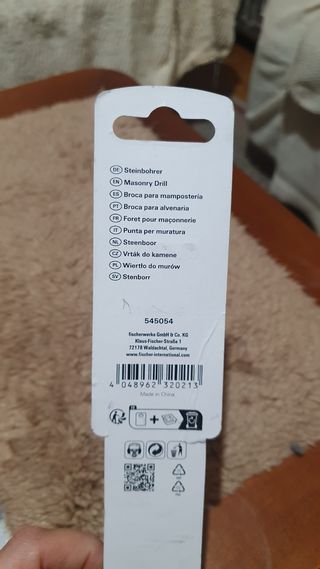 DE Steinbohrer
EN Masonry Drill
ES Broca para mamposteria
PT Broca para alvenaria
FR Foret pour maçonnerie
IT Punta per muratura
NL Steenboor
CZ Vrták do kamene
PL Wiertło do murów
SV Stenborr
545054
fischerwerke GmbH & Co. KG
Klaus-Fischer-Straße 1
72178 Waldachtal, Germany
www.fischer-international.com
4 048962 320213
Made in China